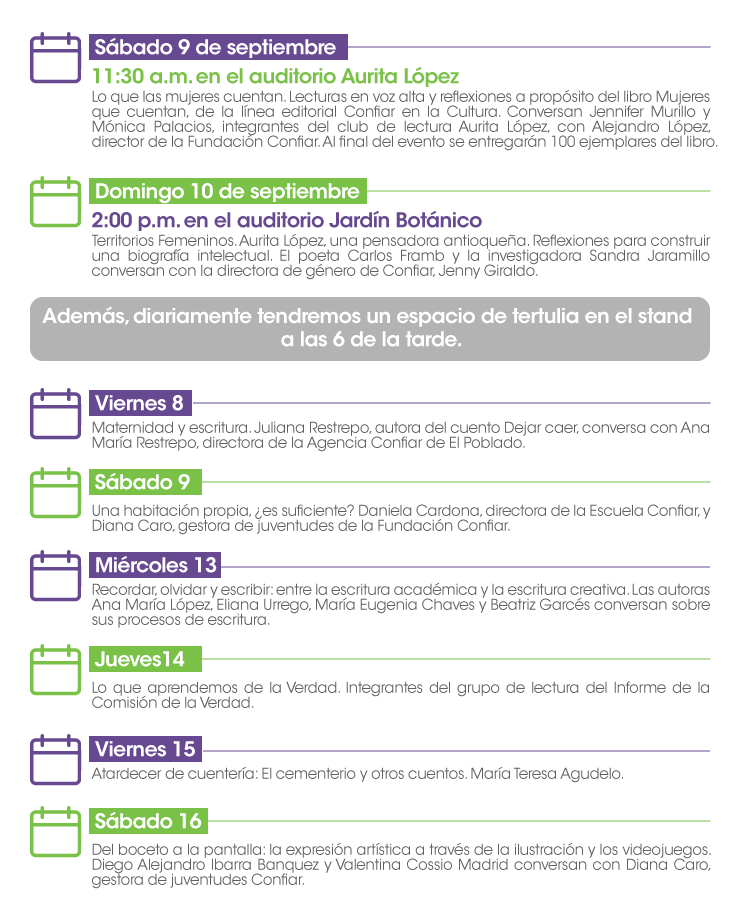 Sábado 9 de septiembre
11:30 a.m. en el auditorio Aurita López
Lo que las mujeres cuentan. Lecturas en voz alta y reflexiones a propósito del libro Mujeres
que cuentan, de la línea editorial Confiar en la Cultura. Conversan Jennifer Murillo y
Mónica Palacios, integrantes del club de lectura Aurita López, con Alejandro López,
director de la Fundación Confiar. Al final del evento se entregarán 100 ejemplares del libro.
Domingo 10 de septiembre
2:00 p.m. en el auditorio Jardín Botánico
Territorios Femeninos. Aurita López, una pensadora antioqueña. Reflexiones para construir
una biografía intelectual. El poeta Carlos Framb y la investigadora Sandra Jaramillo
conversan con la directora de género de Confiar, Jenny Giraldo.
Además, diariamente tendremos un espacio de tertulia en el stand
a las 6 de la tarde.
Viernes 8
Maternidad y escritura. Juliana Restrepo, autora del cuento Dejar caer, conversa con Ana
María Restrepo, directora de la Agencia Confiar de El Poblado.
Sábado 9
Una habitación propia, ¿es suficiente? Daniela Cardona, directora de la Escuela Confiar, y
Diana Caro, gestora de juventudes de la Fundación Confiar.
Miércoles 13
Recordar, olvidar y escribir: entre la escritura académica y la escritura creativa. Las autoras
Ana María López, Eliana Urrego, María Eugenia Chaves y Beatriz Garcés conversan sobre
sus procesos de escritura.
Jueves14
Lo que aprendemos de la Verdad. Integrantes del grupo de lectura del Informe de la
Comisión de la Verdad.
Viernes 15
Atardecer de cuentería: El cementerio y otros cuentos. María Teresa Agudelo.
Sábado 16
Del boceto a la pantalla: la expresión artística a través de la ilustración y los videojuegos.
Diego Alejandro Ibarra Banquez y Valentina Cossio Madrid conversan con Diana Caro,
gestora de juventudes Confiar.